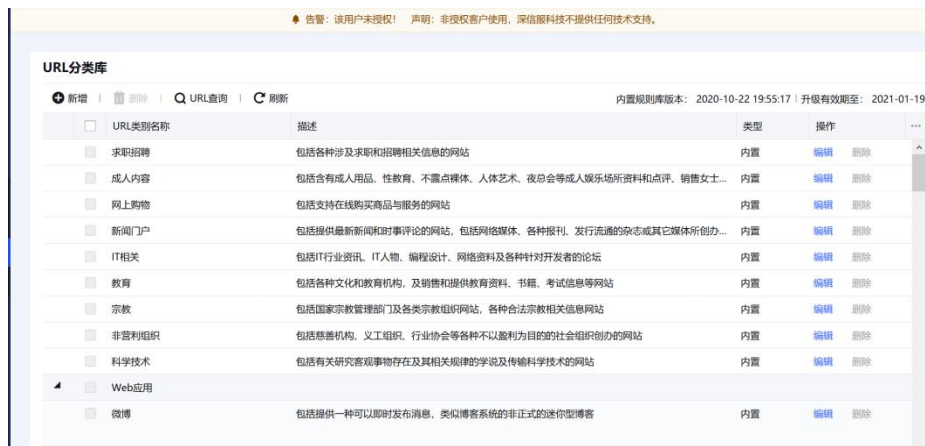 告警：该用户未授权！ 声明：非授权客户使用，深信服科技不提供任何技术支持。
URL分类库
新增 删除 URL查询 刷新 内置规则库版本： 2020-10-22 19:55:17 升级有效期至： 2021-01-19
URL类别名称 描述 类型 操作 ...
求职招聘 包括各种涉及求职和招聘相关信息的网站 内置 编辑 删除
成人内容 包括含有成人用品、性教育、不露点裸体、人体艺术、夜总会等成人娱乐场所资料和点评、销售女士... 内置 编辑 删除
网上购物 包括支持在线购买商品与服务的网站 内置 编辑 删除
新闻门户 包括提供最新新闻和时事评论的网站，包括网络媒体、各种报刊、发行流通的杂志或其它媒体所创办... 内置 编辑 删除
IT相关 包括IT行业资讯、IT人物、编程设计、网络资料及各种针对开发者的论坛 内置 编辑 删除
教育 包括各种文化和教育机构，及销售和提供教育资料、书籍、考试信息等网站 内置 编辑 删除
宗教 包括国家宗教管理部门及各类宗教组织网站，各种合法宗教相关信息网站 内置 编辑 删除
非营利组织 包括慈善机构、义工组织、行业协会等各种不以盈利为目的的社会组织创办的网站 内置 编辑 删除
科学技术 包括有关研究客观事物存在及其相关规律的学说及传输科学技术的网站 内置 编辑 删除
Web应用
微博 包括提供一种可以即时发布消息，类似博客系统的非正式的迷你型博客 内置 编辑 删除